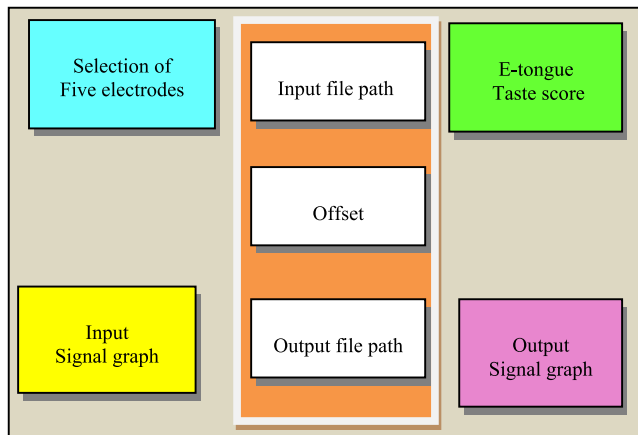 Selection of
Five electrodes
Input file path
E-tongue
Taste score
Offset
Input
Signal graph
Output file path
Output
Signal graph